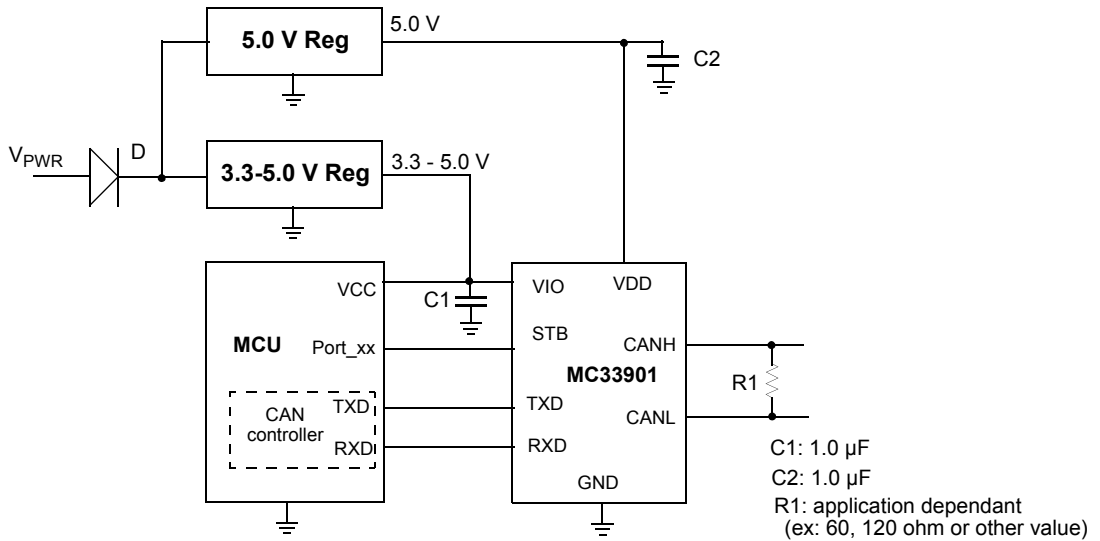 5.0 V Reg
5.0 V
C2
VPWR
D
3.3-5.0 V Reg
3.3 - 5.0 V
VCC
C1
VIO
VDD
MCU
Port_xx
STB
CANH
MC33901
R1
CAN
controller
TXD
TXD
CANL
RXD
RXD
GND
C1: 1.0 µF
C2: 1.0 µF
R1: application dependant
(ex: 60, 120 ohm or other value)